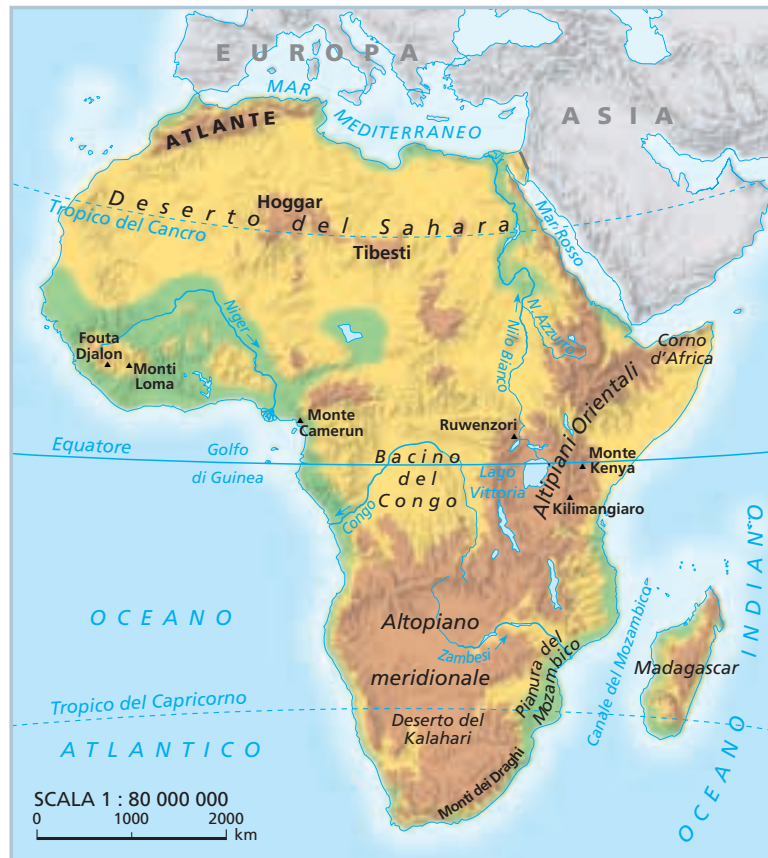 EUROPA
ASIA
MAR
MEDITERRANEO
ATLANTE
Deserto del Sahara
Hoggar
Tropico del Cancro
Tibesti
Mar Rosso
Niger
Nilo Bianco
N. Azzurro
Fouta
Djalon
Monti
Loma
Corno
d'Africa
Monte
Camerun
Ruwenzori
Altipiani Orientali
Equatore
Golfo
di Guinea
Bacino
del
Congo
Lago
Vittoria
Monte
Kenya
Kilimangiaro
Congo
OCEANO
ATLANTICO
Altopiano
meridionale
Zambesi
Pianura del
Mozambico
Canale del Mozambico
Madagascar
OCEANO INDIANO
Tropico del Capricorno
Deserto del
Kalahari
Monti dei Draghi
SCALA 1 : 80 000 000
0 1000 2000
km